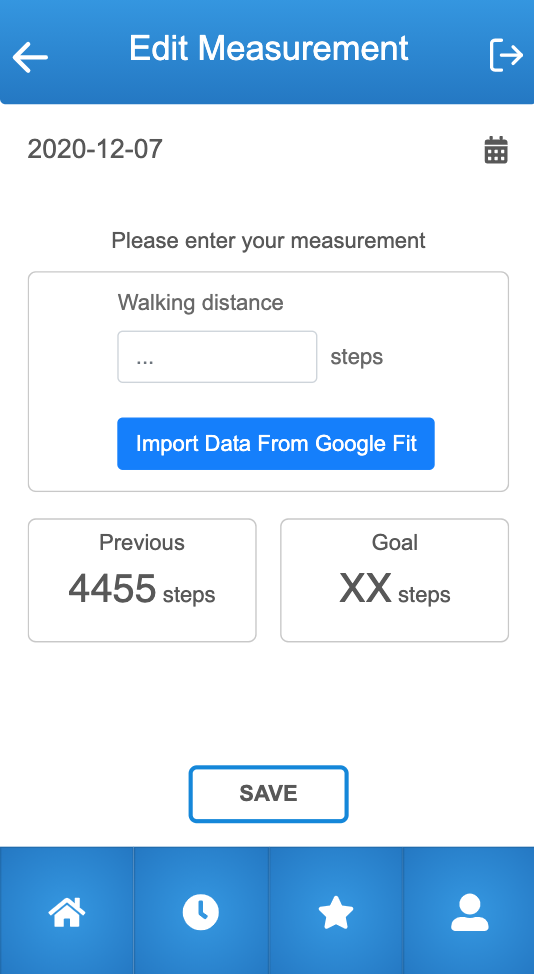 Edit Measurement
2020-12-07
Please enter your measurement
Walking distance
... steps
Import Data From Google Fit
Previous
4455 steps
Goal
XX steps
SAVE